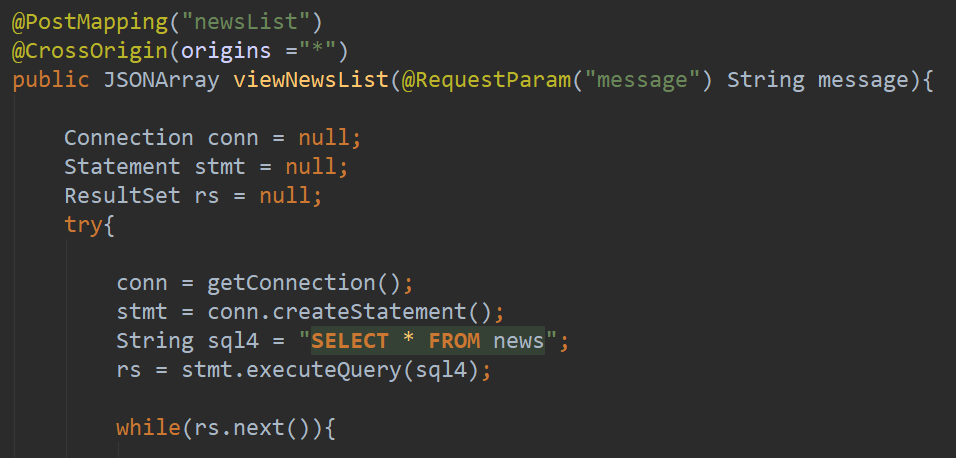 @PostMapping("newsList")
@CrossOrigin(origins ="*")
public JSONArray viewNewsList(@RequestParam("message") String message){
Connection conn = null;
Statement stmt = null;
ResultSet rs = null;
try{
conn = getConnection();
stmt = conn.createStatement();
String sql4 = "SELECT * FROM news";
rs = stmt.executeQuery(sql4);
while(rs.next()){